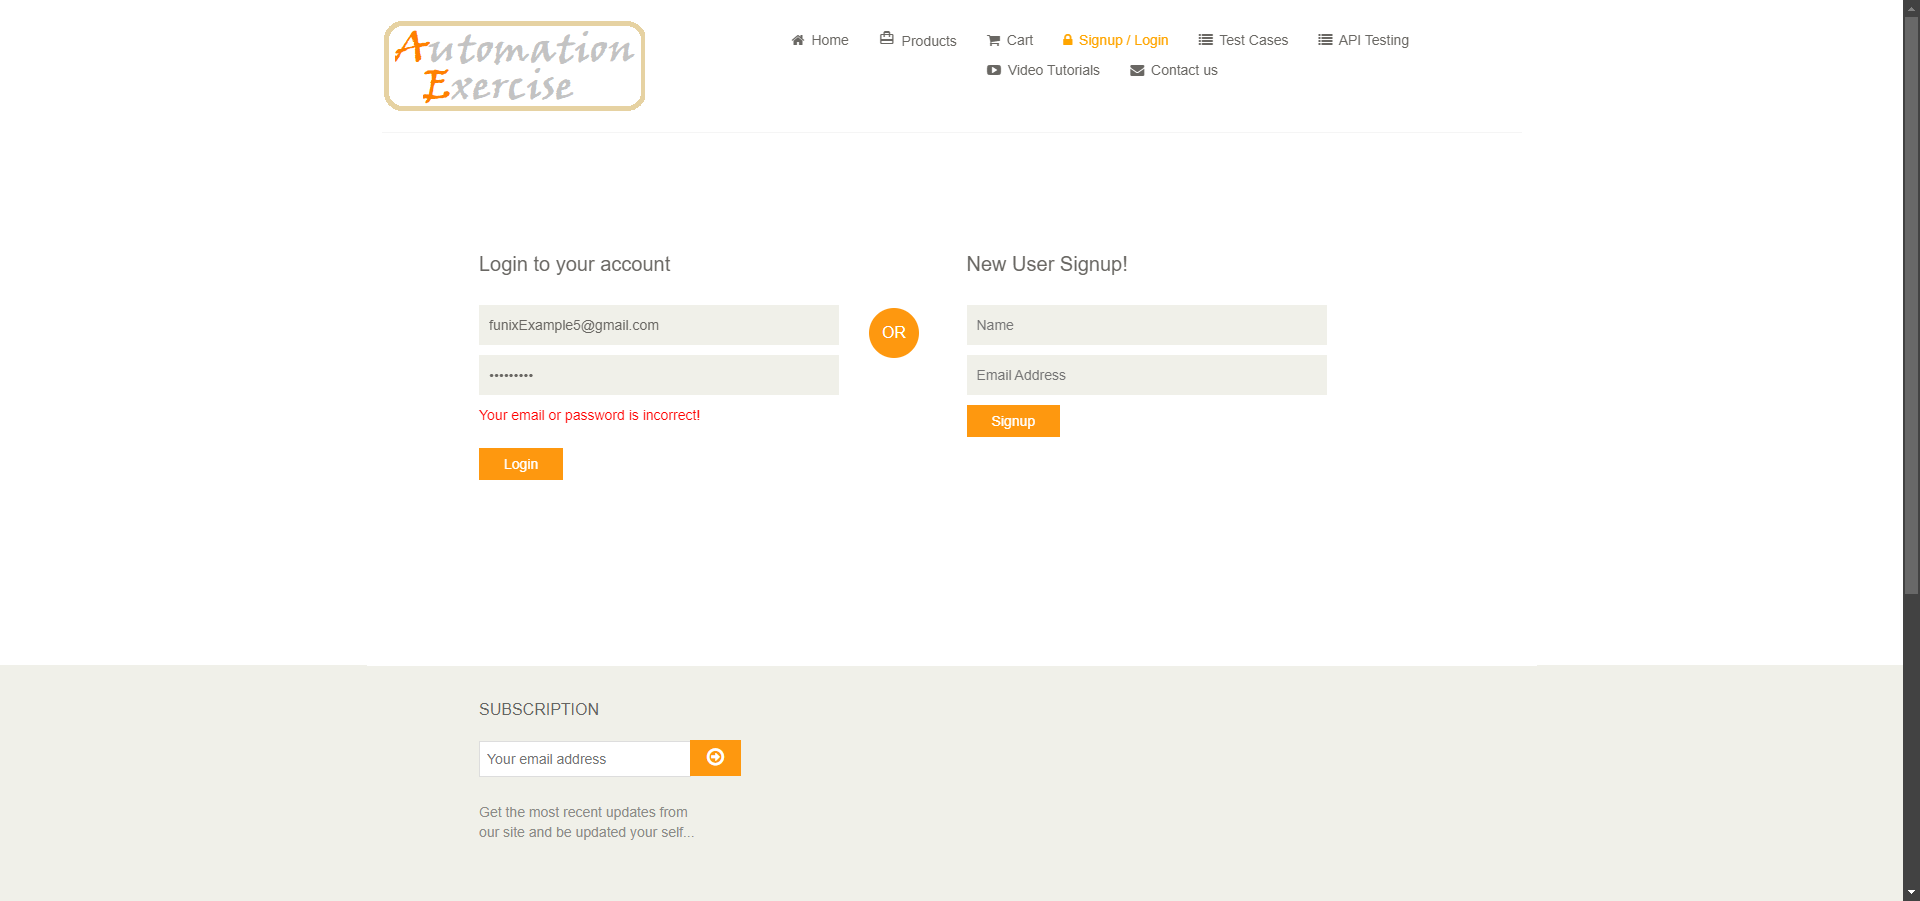 Automation
Exercise
Home
Products
Cart
Signup / Login
Test Cases
API Testing
Video Tutorials
Contact us
Login to your account
funixExample5@gmail.com
•••••••••
Your email or password is incorrect!
Login
OR
New User Signup!
Name
Email Address
Signup
SUBSCRIPTION
Your email address
Get the most recent updates from
our site and be updated your self...